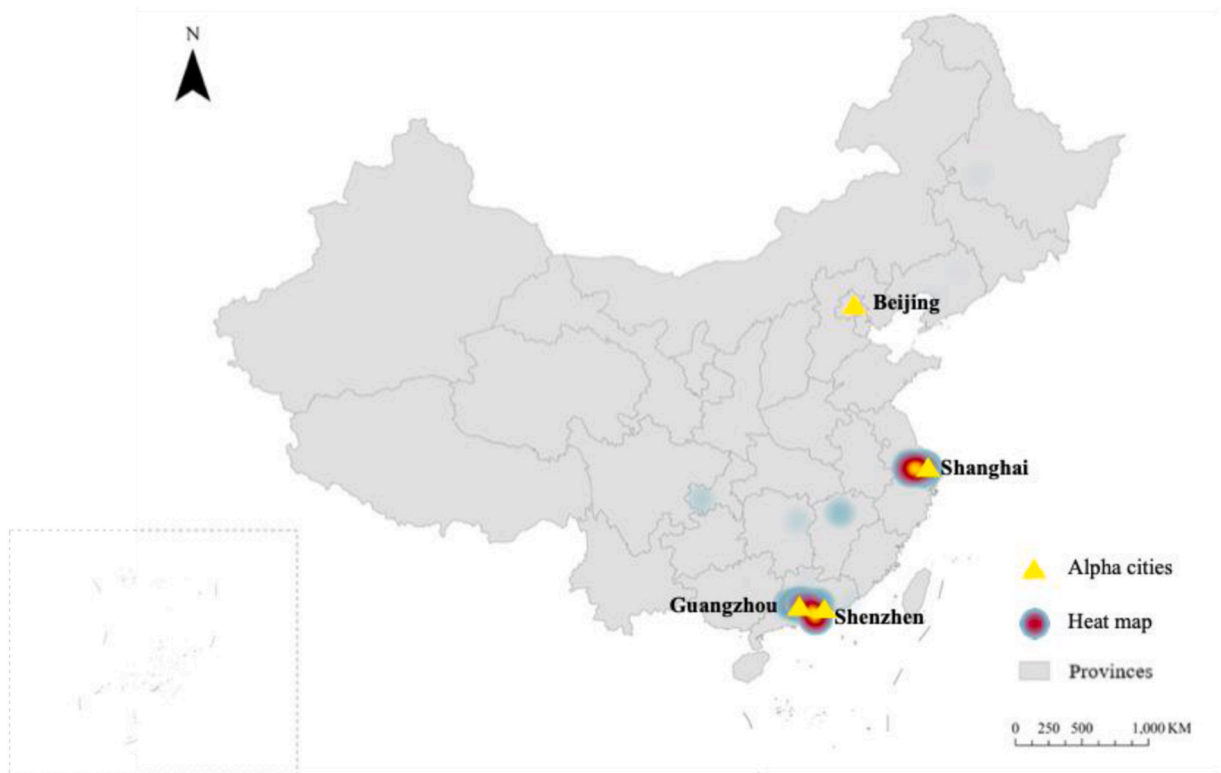 N
Beijing
Shanghai
Guangzhou
Shenzhen
Alpha cities
Heat map
Provinces
0 250 500 1,000 KM